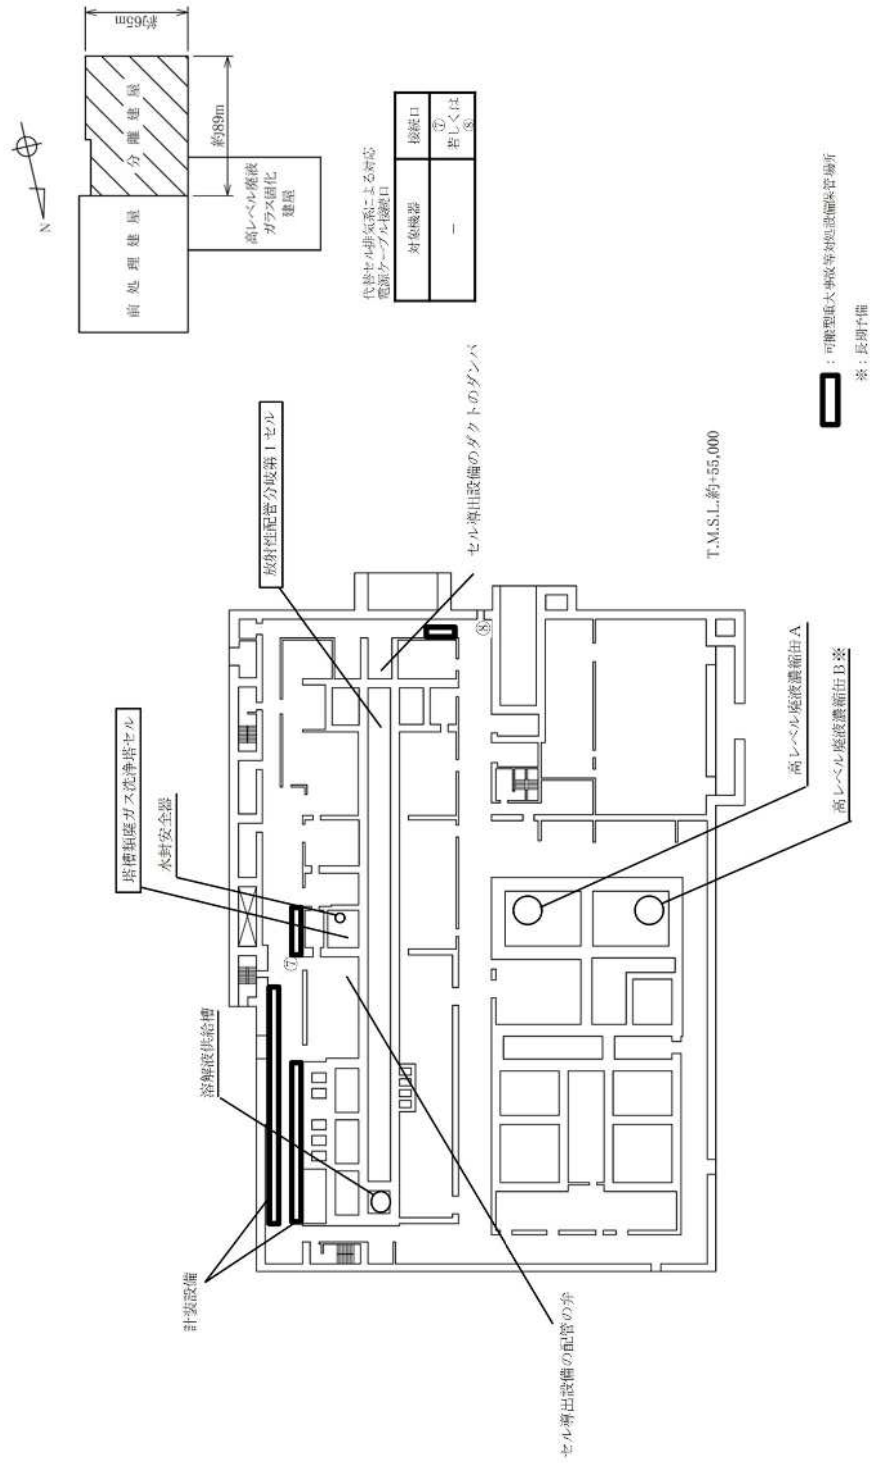 N
前処理建屋
分離建屋
約65m
約89m
高レベル廃液
ガラス固化
建屋
代替セル排気系による対応
電源ケーブル接続口
対象機器
接続口
－
⑦
若しくは
⑧
放射性配管分岐第1セル
セル導出設備のダクトのダンパ
塔槽類廃ガス洗浄塔セル
水封安全器
溶解液供給槽
計装設備
⑦
⑧
セル導出設備の配管の弁
高レベル廃液濃縮缶A
高レベル廃液濃縮缶B※
T.M.S.L.約+55,000
：可搬型重大事故等対処設備保管場所
※：長期予備